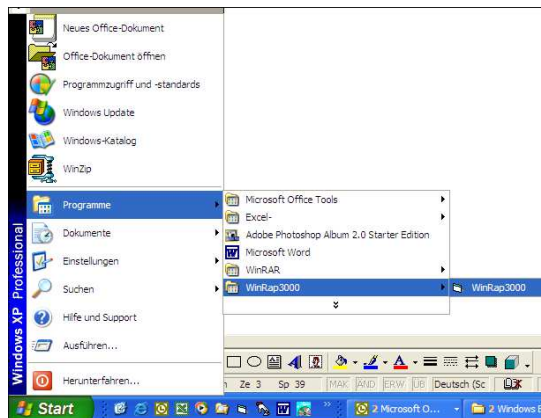 Neues Office-Dokument
Office-Dokument öffnen
Programmzugriff und -standards
Windows Update
Windows-Katalog
WinZip
Programme
Dokumente
Einstellungen
Suchen
Hilfe und Support
Ausführen...
Herunterfahren...
Windows XP Professional
Microsoft Office Tools
Excel-
Adobe Photoshop Album 2.0 Starter Edition
Microsoft Word
WinRAR
WinRap3000
WinRap3000
Ze 3 Sp 39 MAK ÄND ERW ÜB Deutsch (Sc
Start
2 Microsoft O...
2 Windows E